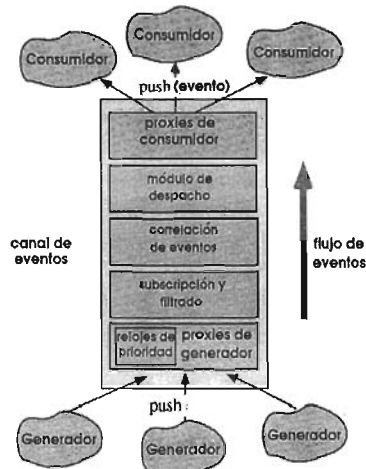 Consumidor
Consumidor
Consumidor
push (evento)
proxies de
consumidor
módulo de
despacho
correlación
de eventos
canal de
eventos
flujo de
eventos
subscripción y
filtrado
relojes de
prioridad
proxies de
generador
push
Generador
Generador
Generador